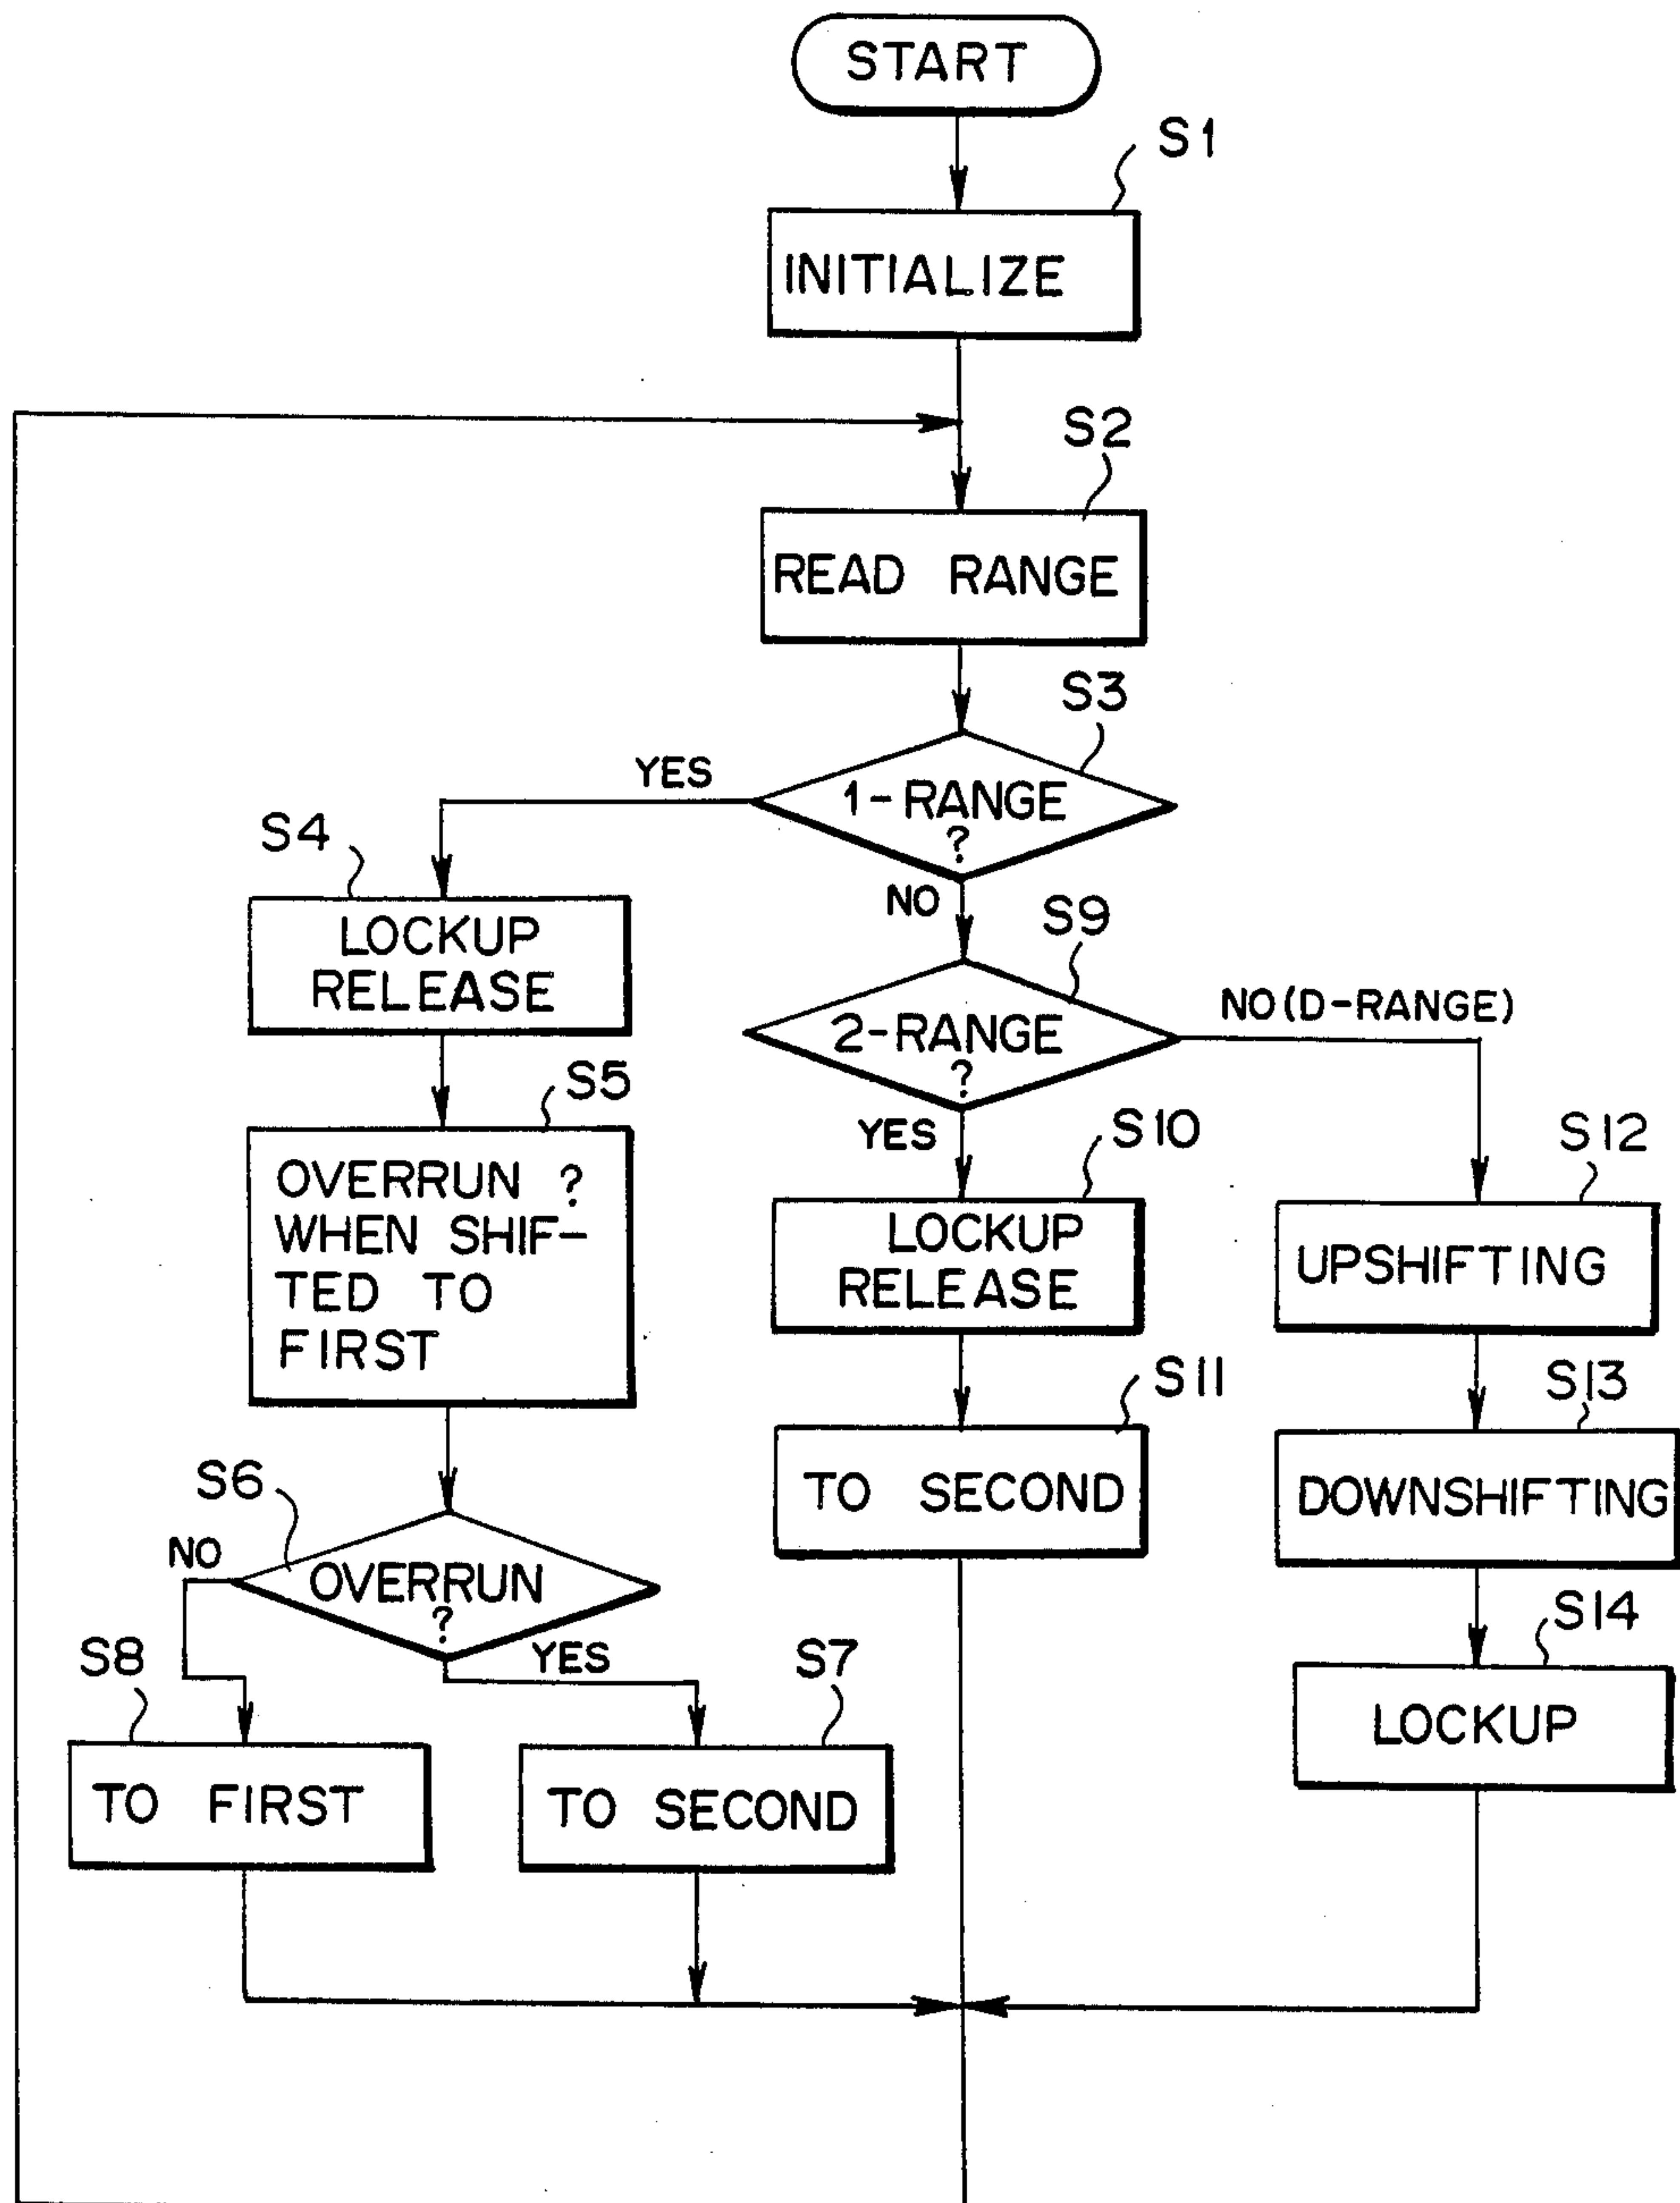 START
S1
INITIALIZE
S2
READ RANGE
S3
YES
1-RANGE
?
S4
NO
LOCKUP
RELEASE
S9
NO(D-RANGE)
2-RANGE
?
S5
YES
S10
S12
OVERRUN ?
WHEN SHIF-
TED TO
FIRST
LOCKUP
RELEASE
UPSHIFTING
S11
S13
TO SECOND
DOWNSHIFTING
S6
NO
OVERRUN
?
YES
S14
S8
S7
LOCKUP
TO FIRST
TO SECOND